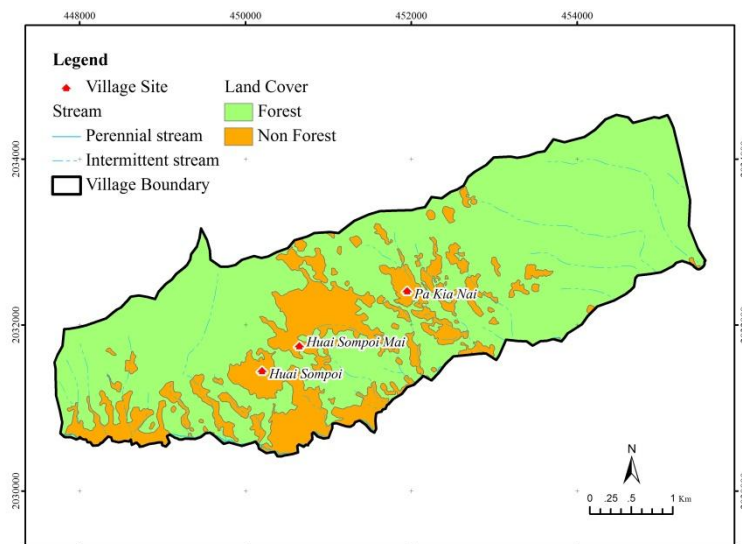 448000 450000 452000 454000
Legend
Village Site
Stream
Perennial stream
Intermittent stream
Village Boundary
Land Cover
Forest
Non Forest
2034000
2032000
2030000
Pa Kia Nai
Huai Sompoi Mai
Huai Sompoi
N
0 .25 .5 1 Km